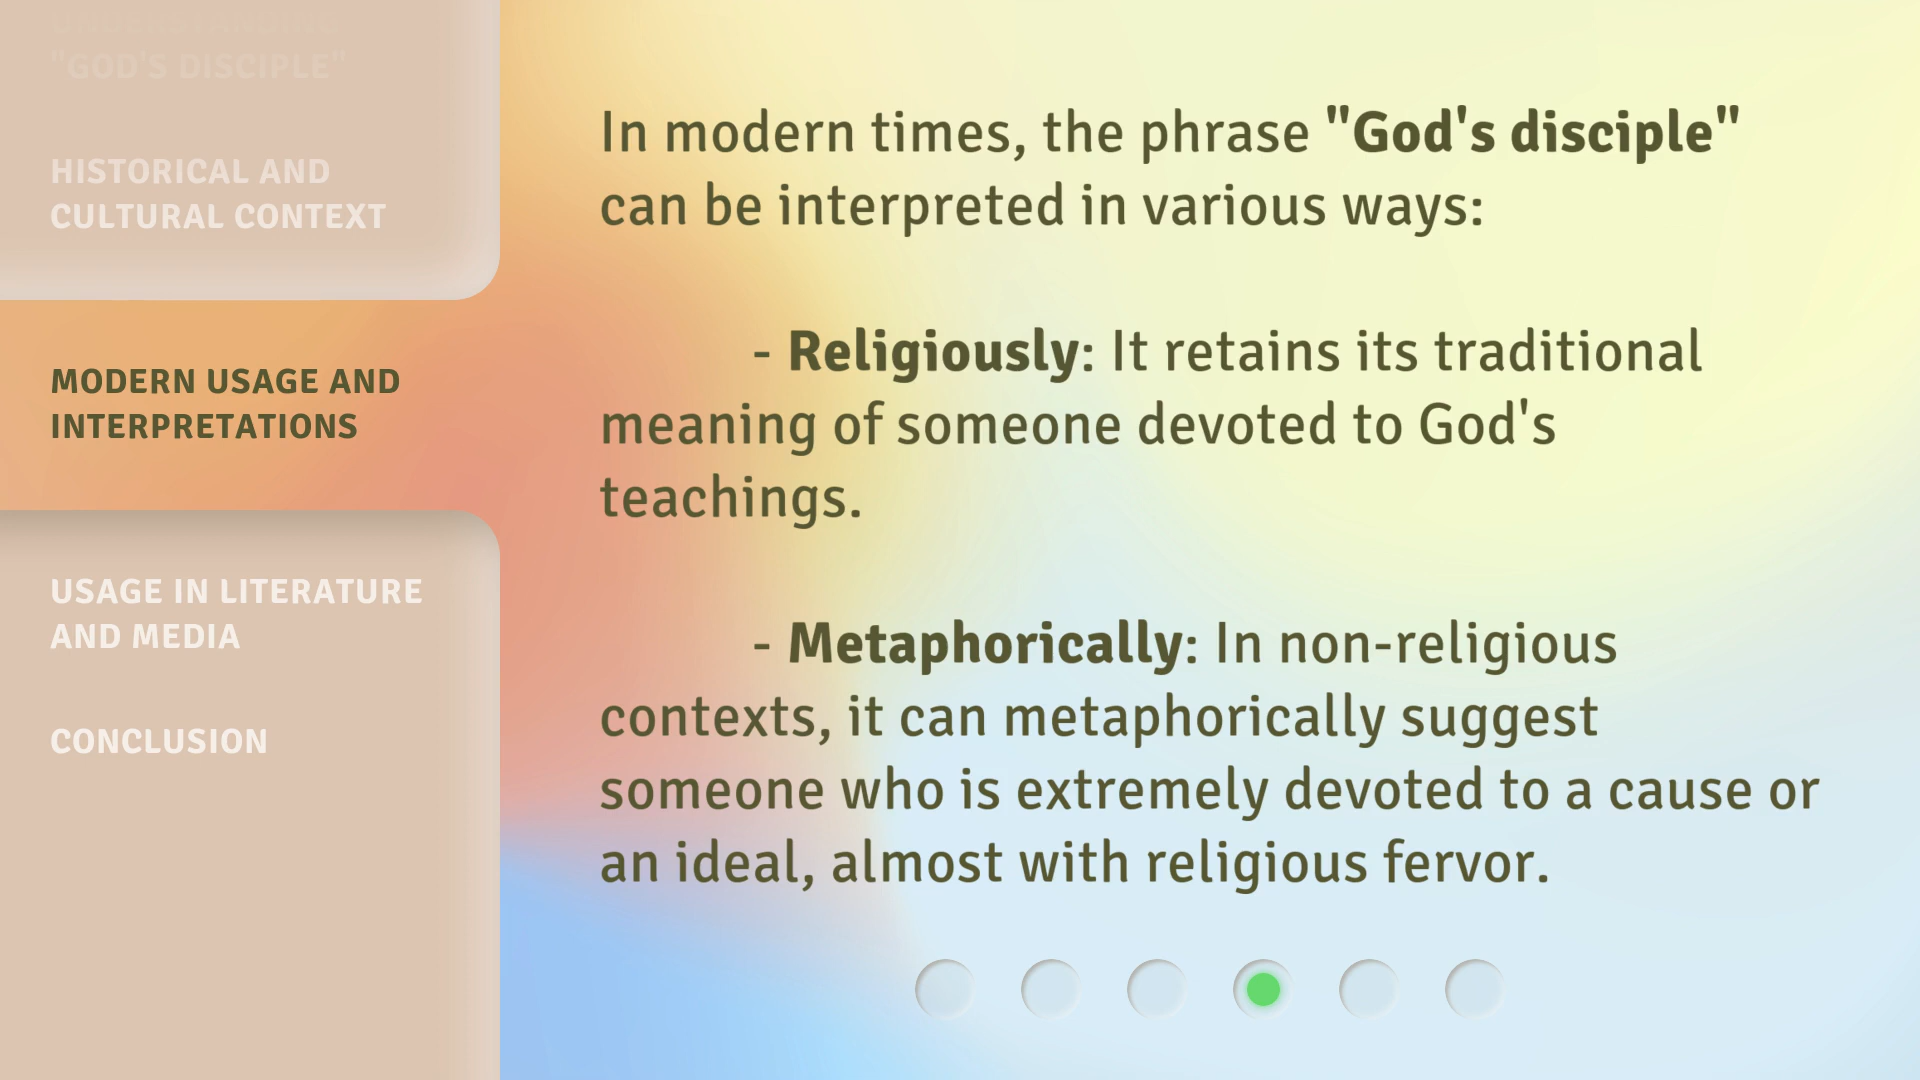 UNDERSTANDING
"GOD'S DISCIPLE"
HISTORICAL AND
CULTURAL CONTEXT
MODERN USAGE AND
INTERPRETATIONS
USAGE IN LITERATURE
AND MEDIA
CONCLUSION
In modern times, the phrase "God's disciple"
can be interpreted in various ways:
- Religiously: It retains its traditional
meaning of someone devoted to God's
teachings.
- Metaphorically: In non-religious
contexts, it can metaphorically suggest
someone who is extremely devoted to a cause or
an ideal, almost with religious fervor.